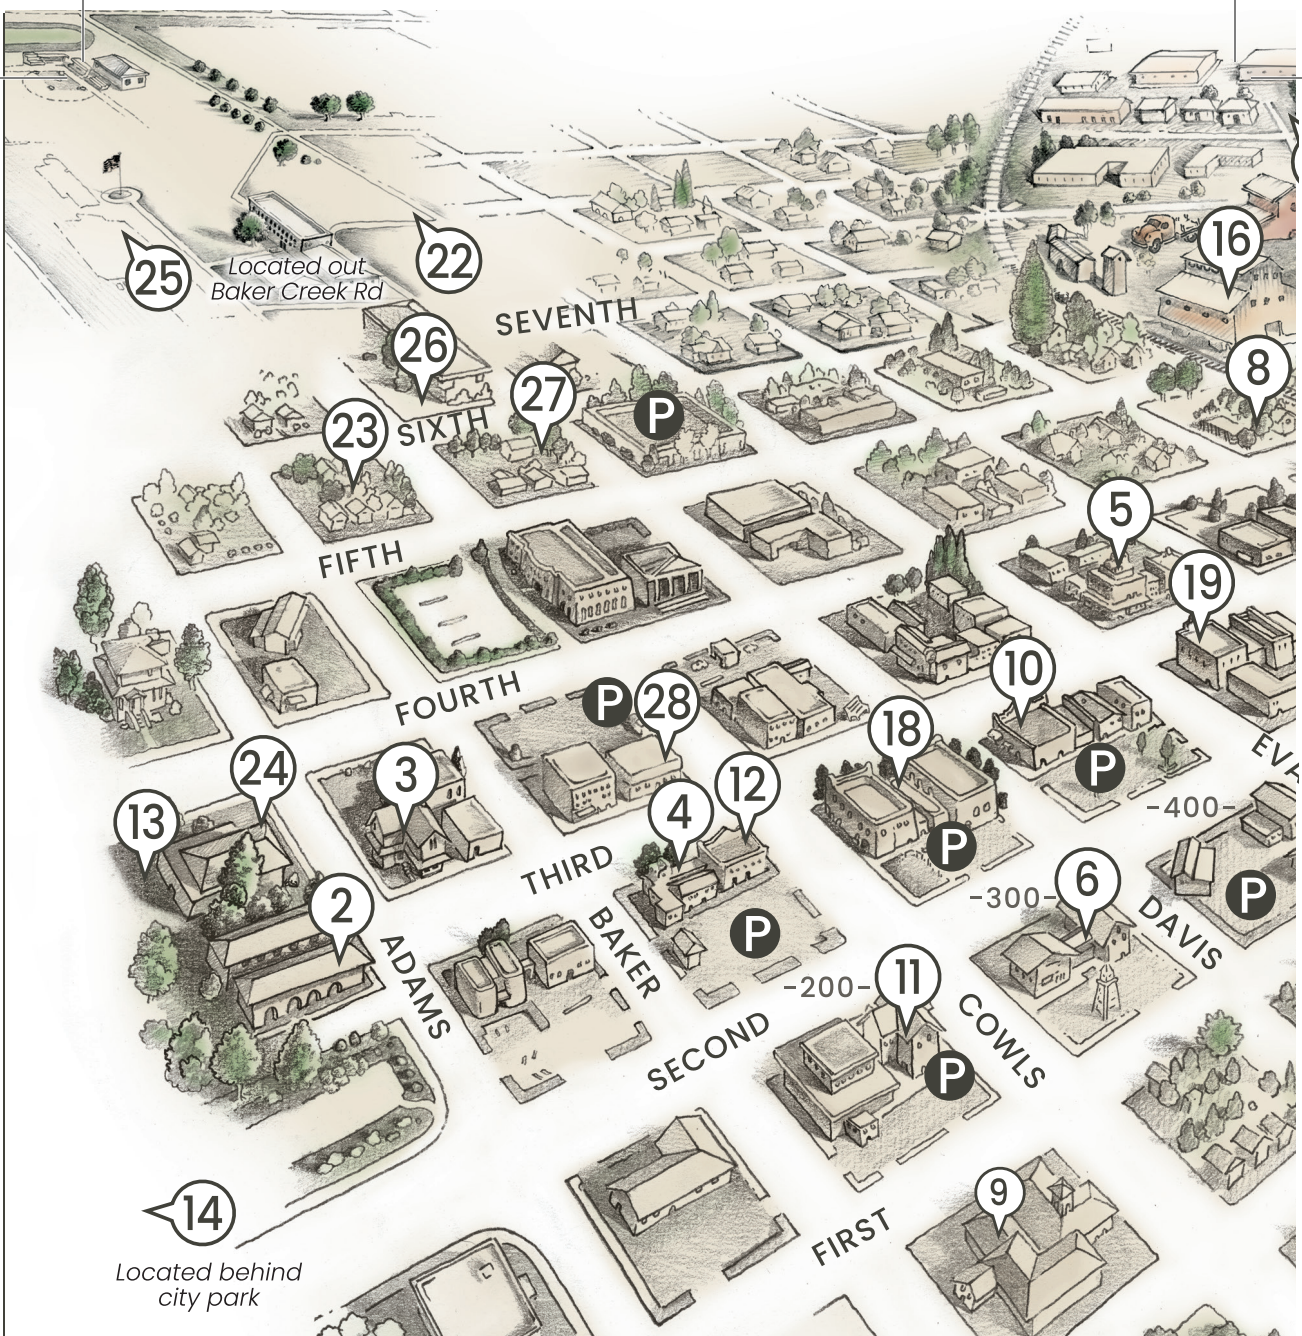 16
25
Located out
Baker Creek Rd
22
SEVENTH
26
8
27
P
23
SIXTH
5
FIFTH
19
10
FOURTH
P
28
18
EVA
24
3
P
12
-400-
13
4
P
THIRD
6
P
2
-300-
DAVIS
BAKER
P
ADAMS
-200-
11
COWLS
SECOND
P
14
9
FIRST
Located behind
city park